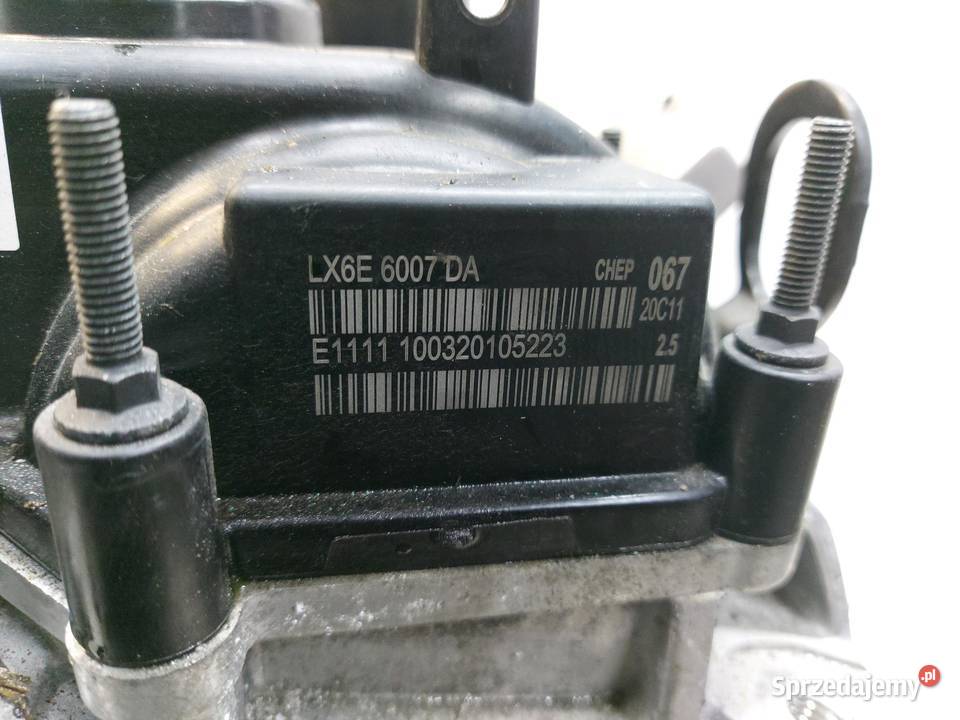 LX6E 6007 DA CHEP 067
20C11
E1111 100320105223 2.5
Sprzedajemy.pl